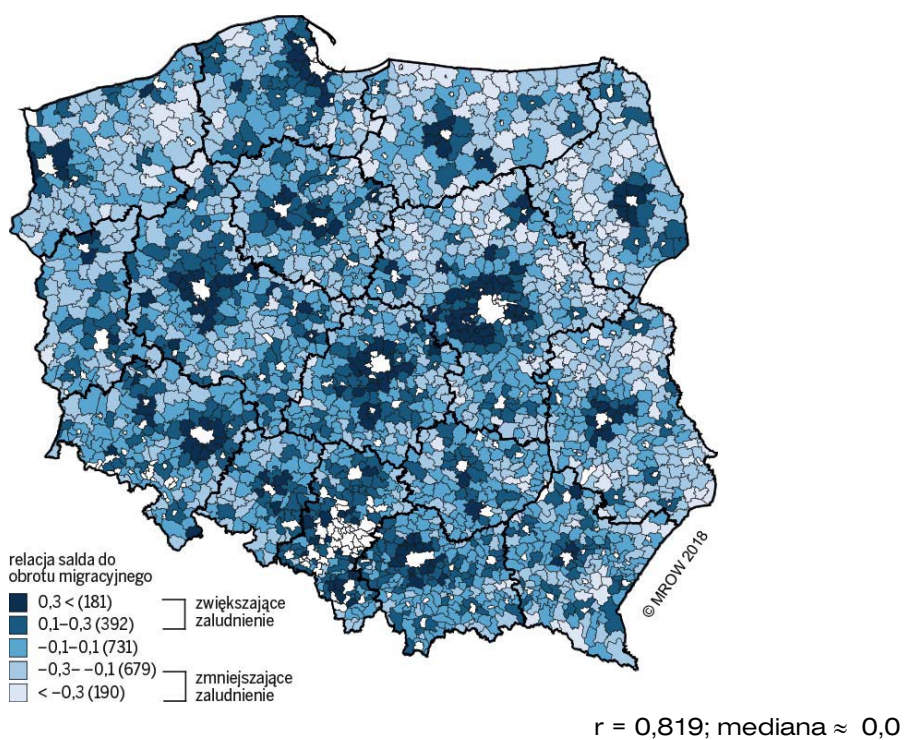 © MROW 2018
relacja salda do
obrotu migracyjnego
0,3 < (181)
0,1–0,3 (392)
–0,1–0,1 (731)
–0,3– –0,1 (679)
< –0,3 (190)
zwiększające
zaludnienie
zmniejszające
zaludnienie
r = 0,819; mediana ≈ 0,0